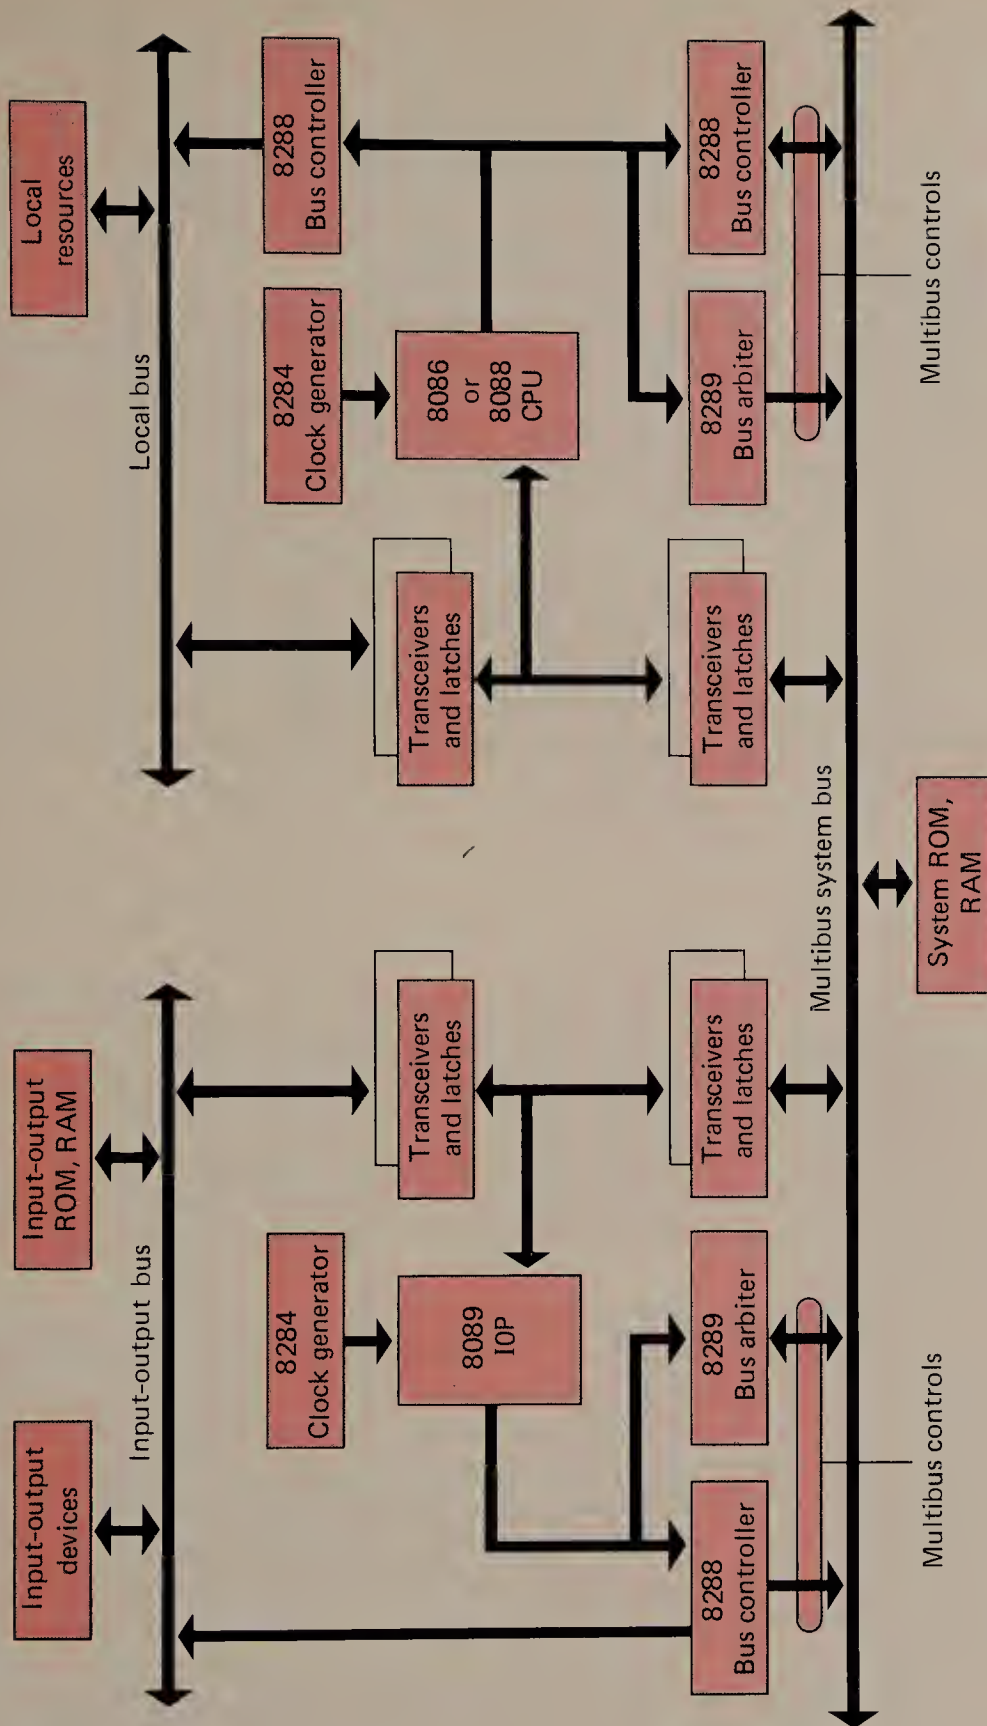 Input-output
devices
Input-output
ROM, RAM
Local
resources
Input-output bus
Local bus
8284
Clock generator
8284
Clock generator
8288
Bus controller
8089
IOP
Transceivers
and latches
Transceivers
and latches
8086
or
8088
CPU
8288
Bus controller
8289
Bus arbiter
Transceivers
and latches
Transceivers
and latches
8289
Bus arbiter
8288
Bus controller
Multibus system bus
Multibus controls
System ROM,
RAM
Multibus controls